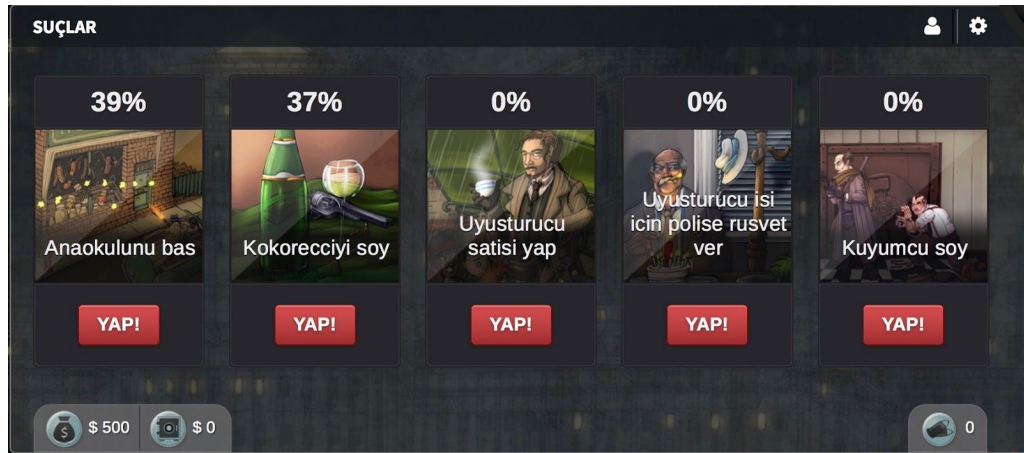 SUÇLAR
39%
Anaokulunu bas
YAP!
37%
Kokorecciyi soy
YAP!
0%
Uyusturucu
satisi yap
YAP!
0%
Uyusturucu isi
icin polise rusvet
ver
YAP!
0%
Kuyumcu soy
YAP!
$ 500
$ 0
0